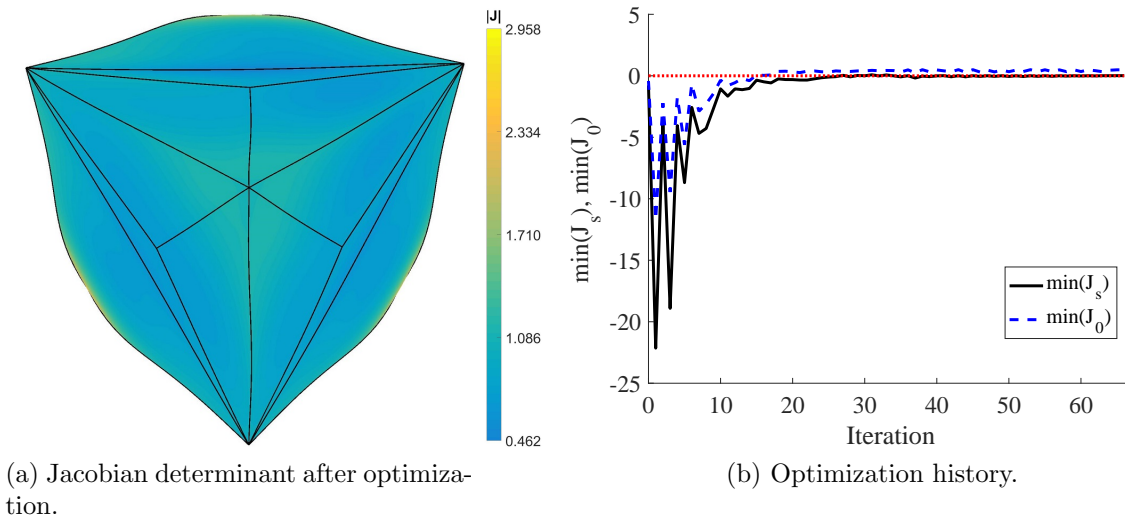 |J|
2.958
2.334
1.710
1.086
0.462
(a) Jacobian determinant after optimiza-
tion.
5
0
-5
-10
-15
-20
-25
min(J_s), min(J_0)
min(J_s)
min(J_0)
0 10 20 30 40 50 60
Iteration
(b) Optimization history.